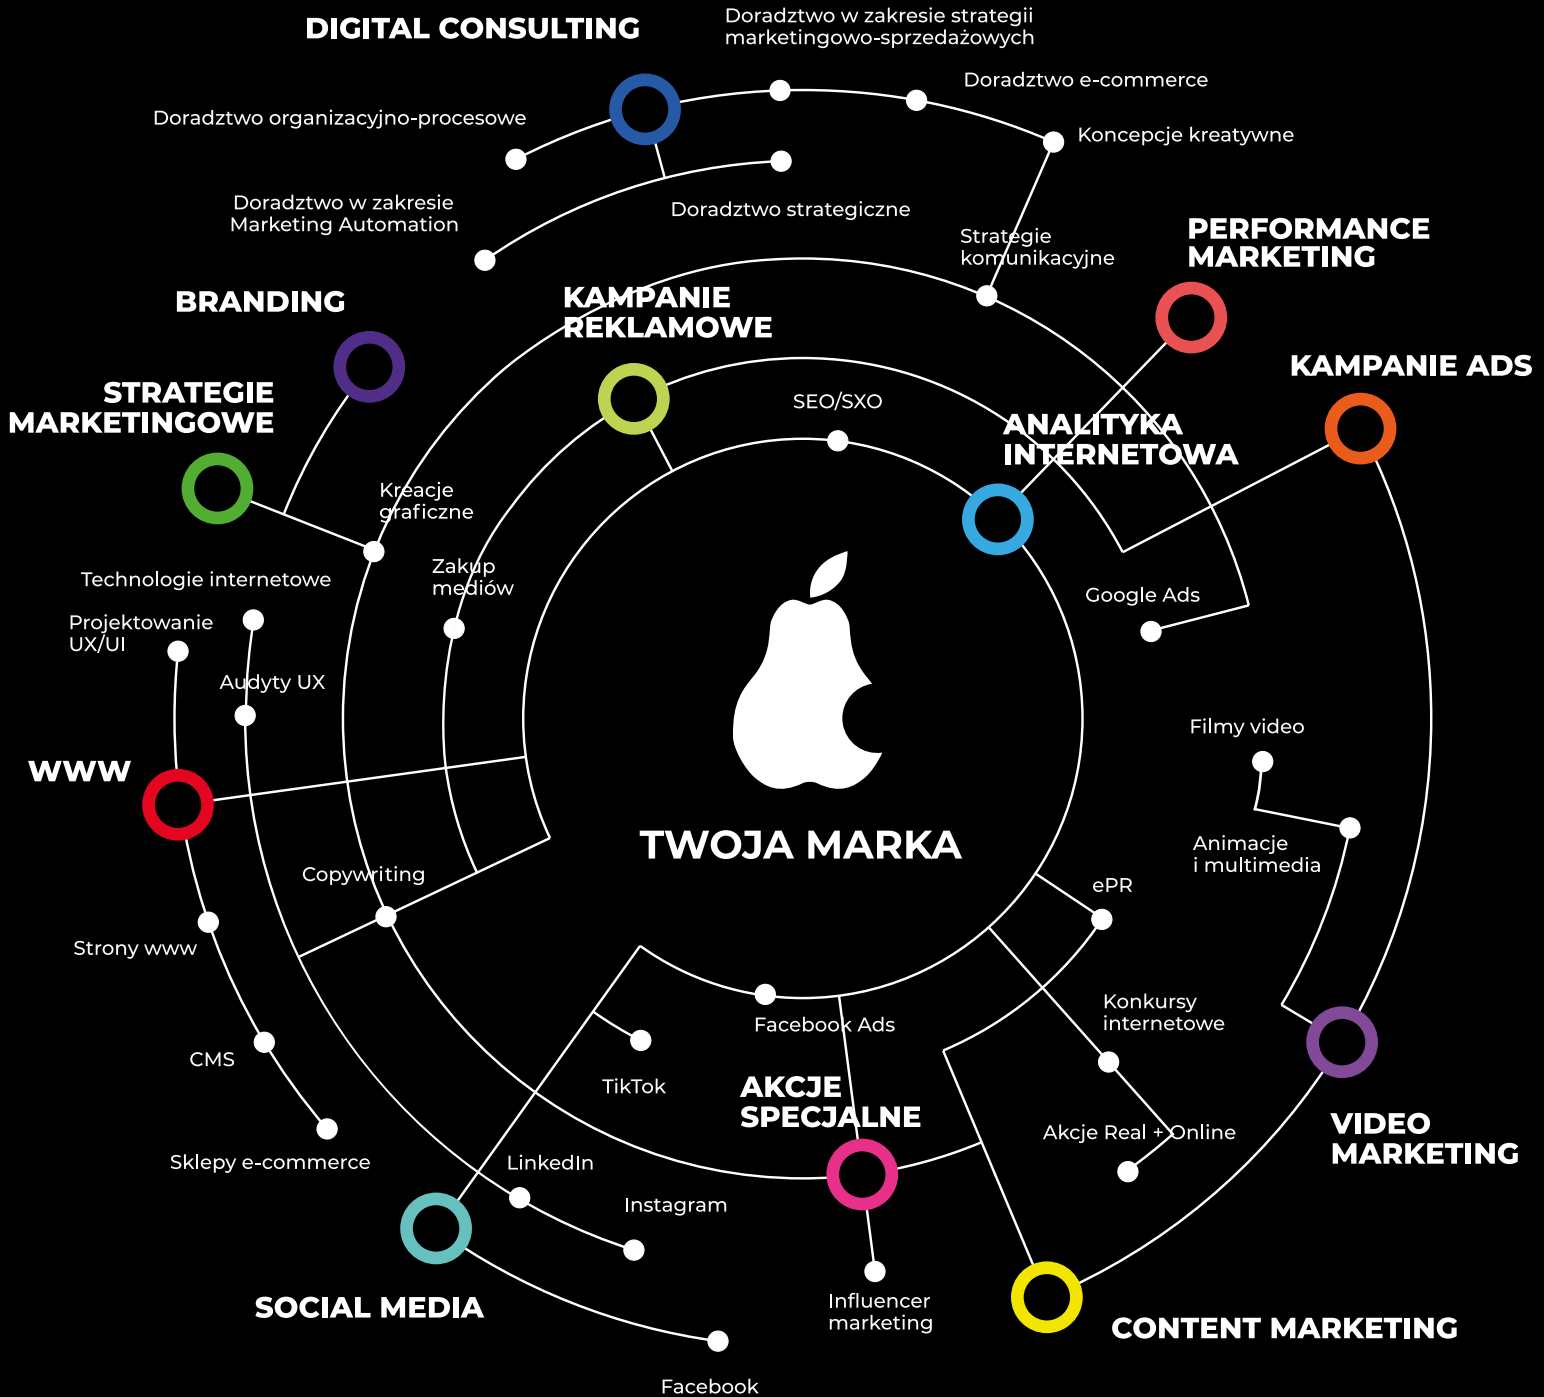 DIGITAL CONSULTING
Doradztwo w zakresie strategii
marketingowo-sprzedażowych
Doradztwo e-commerce
Doradztwo organizacyjno-procesowe
Koncepcje kreatywne
Doradztwo w zakresie
Marketing Automation
Doradztwo strategiczne
Strategie
komunikacyjne
PERFORMANCE
MARKETING
BRANDING
KAMPANIE
REKLAMOWE
KAMPANIE ADS
STRATEGIE
MARKETINGOWE
SEO/SXO
ANALITYKA
INTERNETOWA
Kreacje
graficzne
Zakup
mediów
Technologie internetowe
Google Ads
Projektowanie
UX/UI
Audyty UX
Filmy video
WWW
TWOJA MARKA
Animacje
i multimedia
Copywriting
ePR
Strony www
Konkursy
internetowe
Facebook Ads
CMS
TikTok
AKCJE
SPECJALNE
Akcje Real + Online
VIDEO
MARKETING
Sklepy e-commerce
LinkedIn
Instagram
SOCIAL MEDIA
Influencer
marketing
CONTENT MARKETING
Facebook